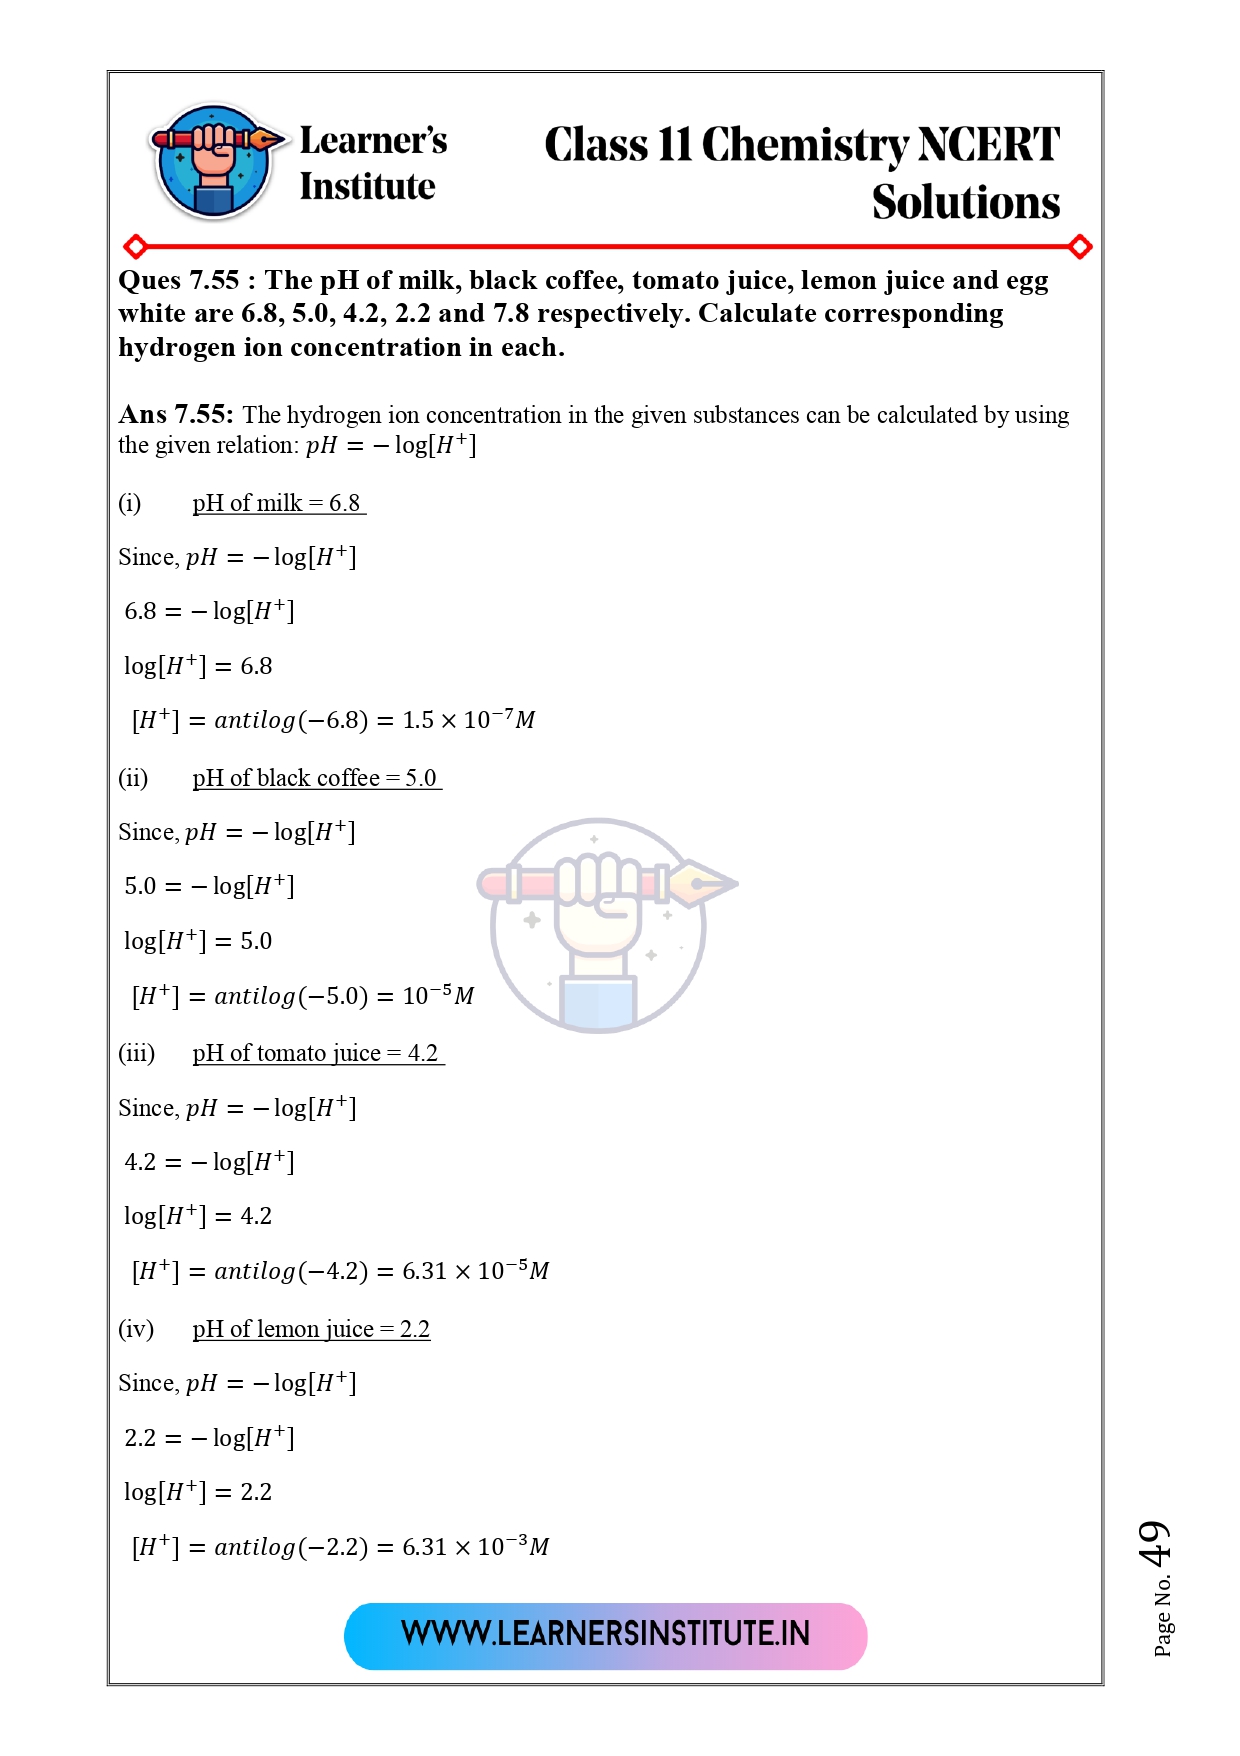 Learner's
Institute
Class 11 Chemistry NCERT
Solutions
Ques 7.55 : The pH of milk, black coffee, tomato juice, lemon juice and egg
white are 6.8, 5.0, 4.2, 2.2 and 7.8 respectively. Calculate corresponding
hydrogen ion concentration in each.
Ans 7.55: The hydrogen ion concentration in the given substances can be calculated by using
the given relation: pH = − log[H⁺]
(i) pH of milk = 6.8
Since, pH = − log[H⁺]
6.8 = − log[H⁺]
log[H⁺] = 6.8
[H⁺] = antilog(−6.8) = 1.5 × 10⁻⁷M
(ii) pH of black coffee = 5.0
Since, pH = − log[H⁺]
5.0 = − log[H⁺]
log[H⁺] = 5.0
[H⁺] = antilog(−5.0) = 10⁻⁵M
(iii) pH of tomato juice = 4.2
Since, pH = − log[H⁺]
4.2 = − log[H⁺]
log[H⁺] = 4.2
[H⁺] = antilog(−4.2) = 6.31 × 10⁻⁵M
(iv) pH of lemon juice = 2.2
Since, pH = − log[H⁺]
2.2 = − log[H⁺]
log[H⁺] = 2.2
[H⁺] = antilog(−2.2) = 6.31 × 10⁻³M
WWW.LEARNERSINSTITUTE.IN
Page No. 49